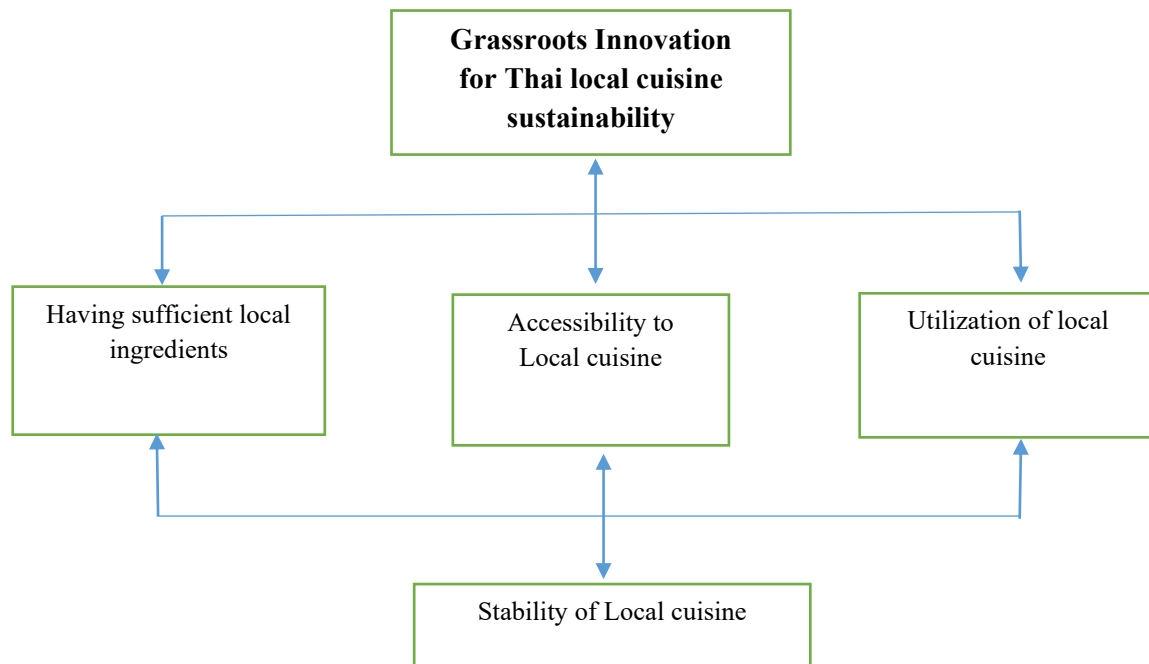 Grassroots Innovation
for Thai local cuisine
sustainability
Having sufficient local
ingredients
Accessibility to
Local cuisine
Utilization of local
cuisine
Stability of Local cuisine